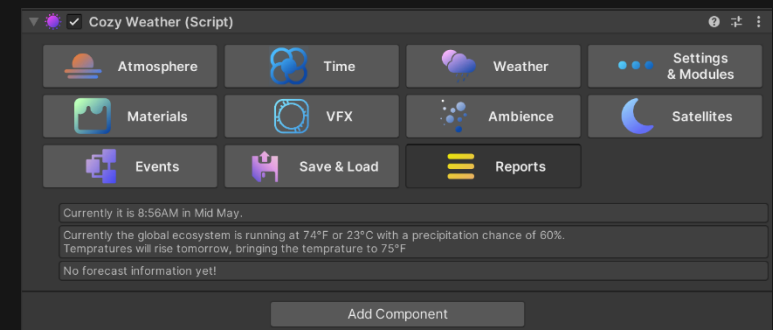 Cozy Weather (Script)
Atmosphere
Time
Weather
Settings
& Modules
Materials
VFX
Ambience
Satellites
Events
Save & Load
Reports
Currently it is 8:56AM in Mid May.
Currently the global ecosystem is running at 74°F or 23°C with a precipitation chance of 60%.
Tempratures will rise tomorrow, bringing the temprature to 75°F
No forecast information yet!
Add Component